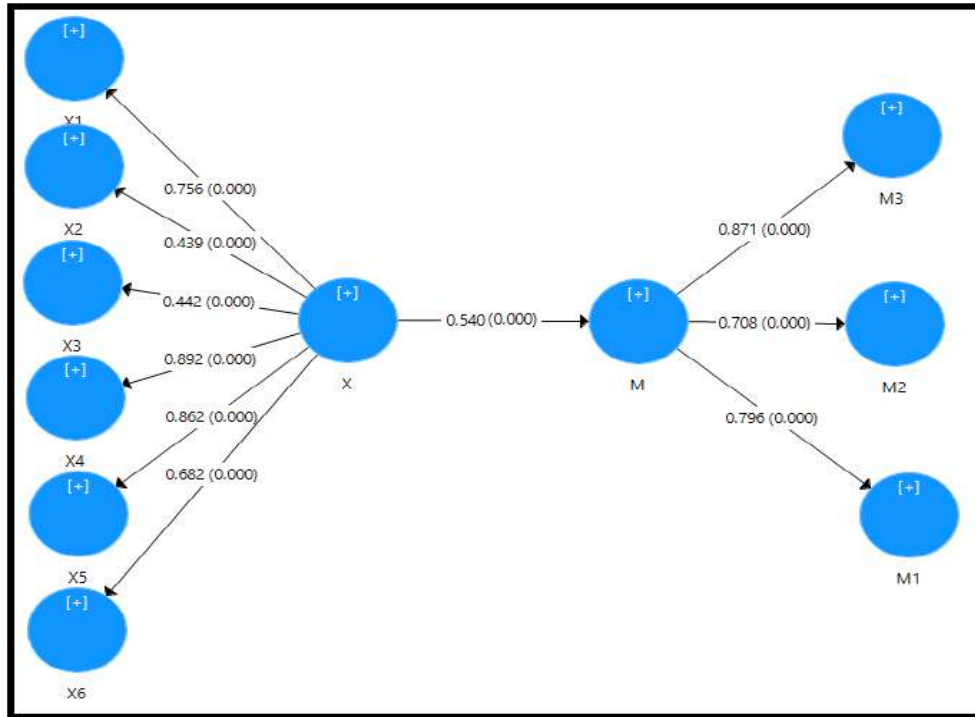 [+]
X1
[+]
X2
[+]
X3
[+]
X4
[+]
X5
[+]
X6
0.756 (0.000)
0.439 (0.000)
0.442 (0.000)
0.892 (0.000)
0.862 (0.000)
0.682 (0.000)
[+]
X
0.540 (0.000)
[+]
M
0.871 (0.000)
0.708 (0.000)
0.796 (0.000)
[+]
M3
[+]
M2
[+]
M1